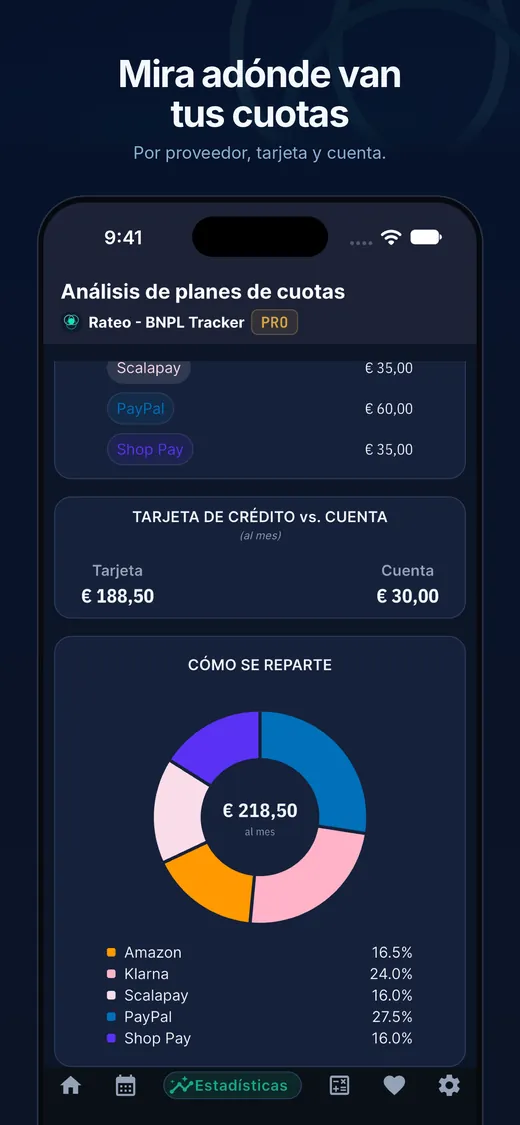 Mira adónde van
tus cuotas
Por proveedor, tarjeta y cuenta.
9:41
Análisis de planes de cuotas
Rateo - BNPL Tracker PRO
Scalapay € 35,00
PayPal € 60,00
Shop Pay € 35,00
TARJETA DE CRÉDITO vs. CUENTA
(al mes)
Tarjeta Cuenta
€ 188,50 € 30,00
CÓMO SE REPARTE
€ 218,50
al mes
Amazon 16.5%
Klarna 24.0%
Scalapay 16.0%
PayPal 27.5%
Shop Pay 16.0%
Estadísticas